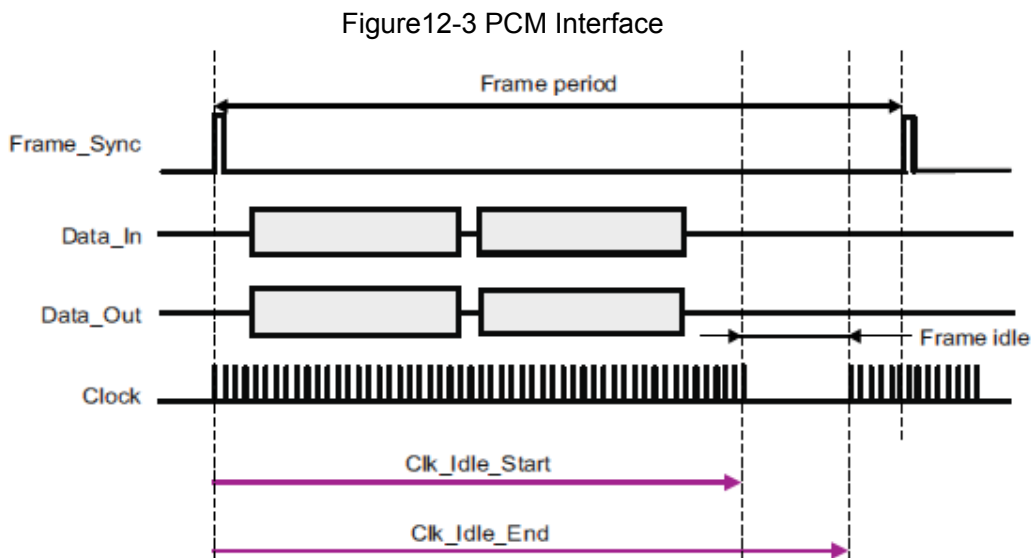 Figure12-3 PCM Interface
Frame period
Frame_Sync
Data_In
Data_Out
Frame idle
Clock
Clk_Idle_Start
Clk_Idle_End